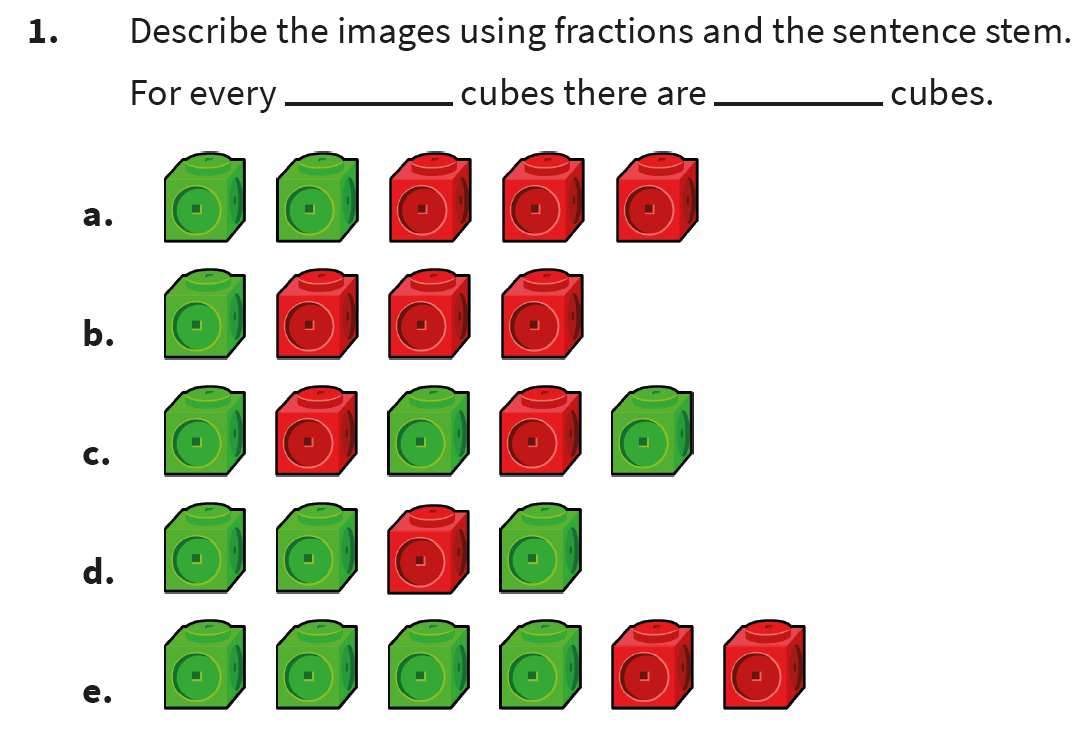 1. Describe the images using fractions and the sentence stem.
For every ________ cubes there are ________ cubes.
a.
b.
c.
d.
e.